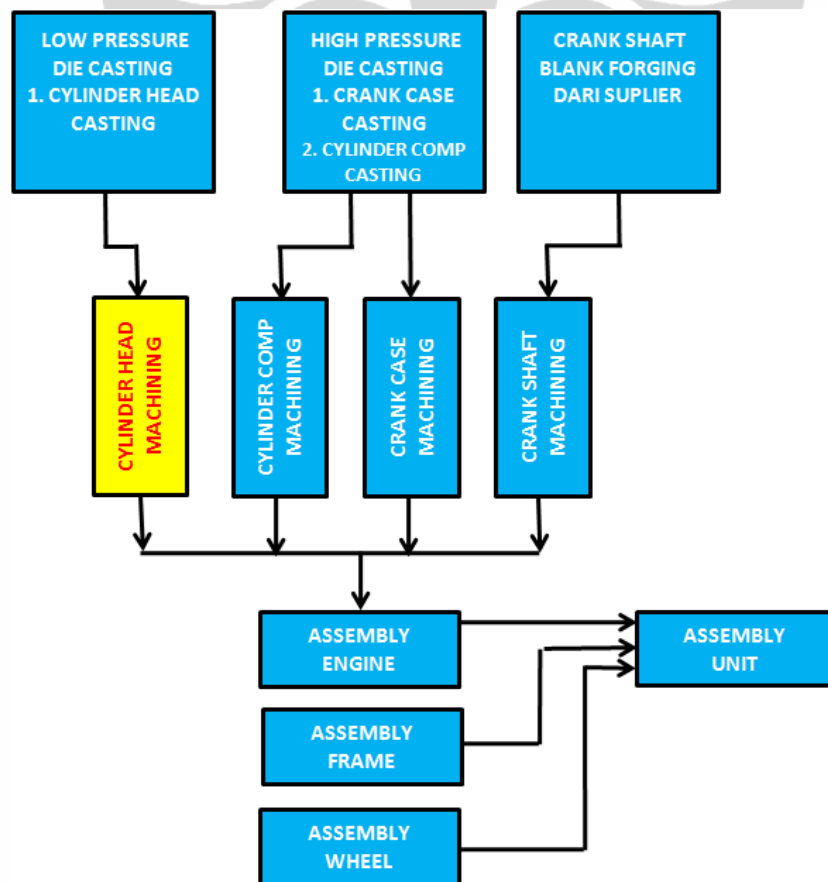 LOW PRESSURE
DIE CASTING
1. CYLINDER HEAD
CASTING
HIGH PRESSURE
DIE CASTING
1. CRANK CASE
CASTING
2. CYLINDER COMP
CASTING
CRANK SHAFT
BLANK FORGING
DARI SUPLIER
CYLINDER HEAD
MACHINING
CYLINDER COMP
MACHINING
CRANK CASE
MACHINING
CRANK SHAFT
MACHINING
ASSEMBLY
ENGINE
ASSEMBLY
UNIT
ASSEMBLY
FRAME
ASSEMBLY
WHEEL